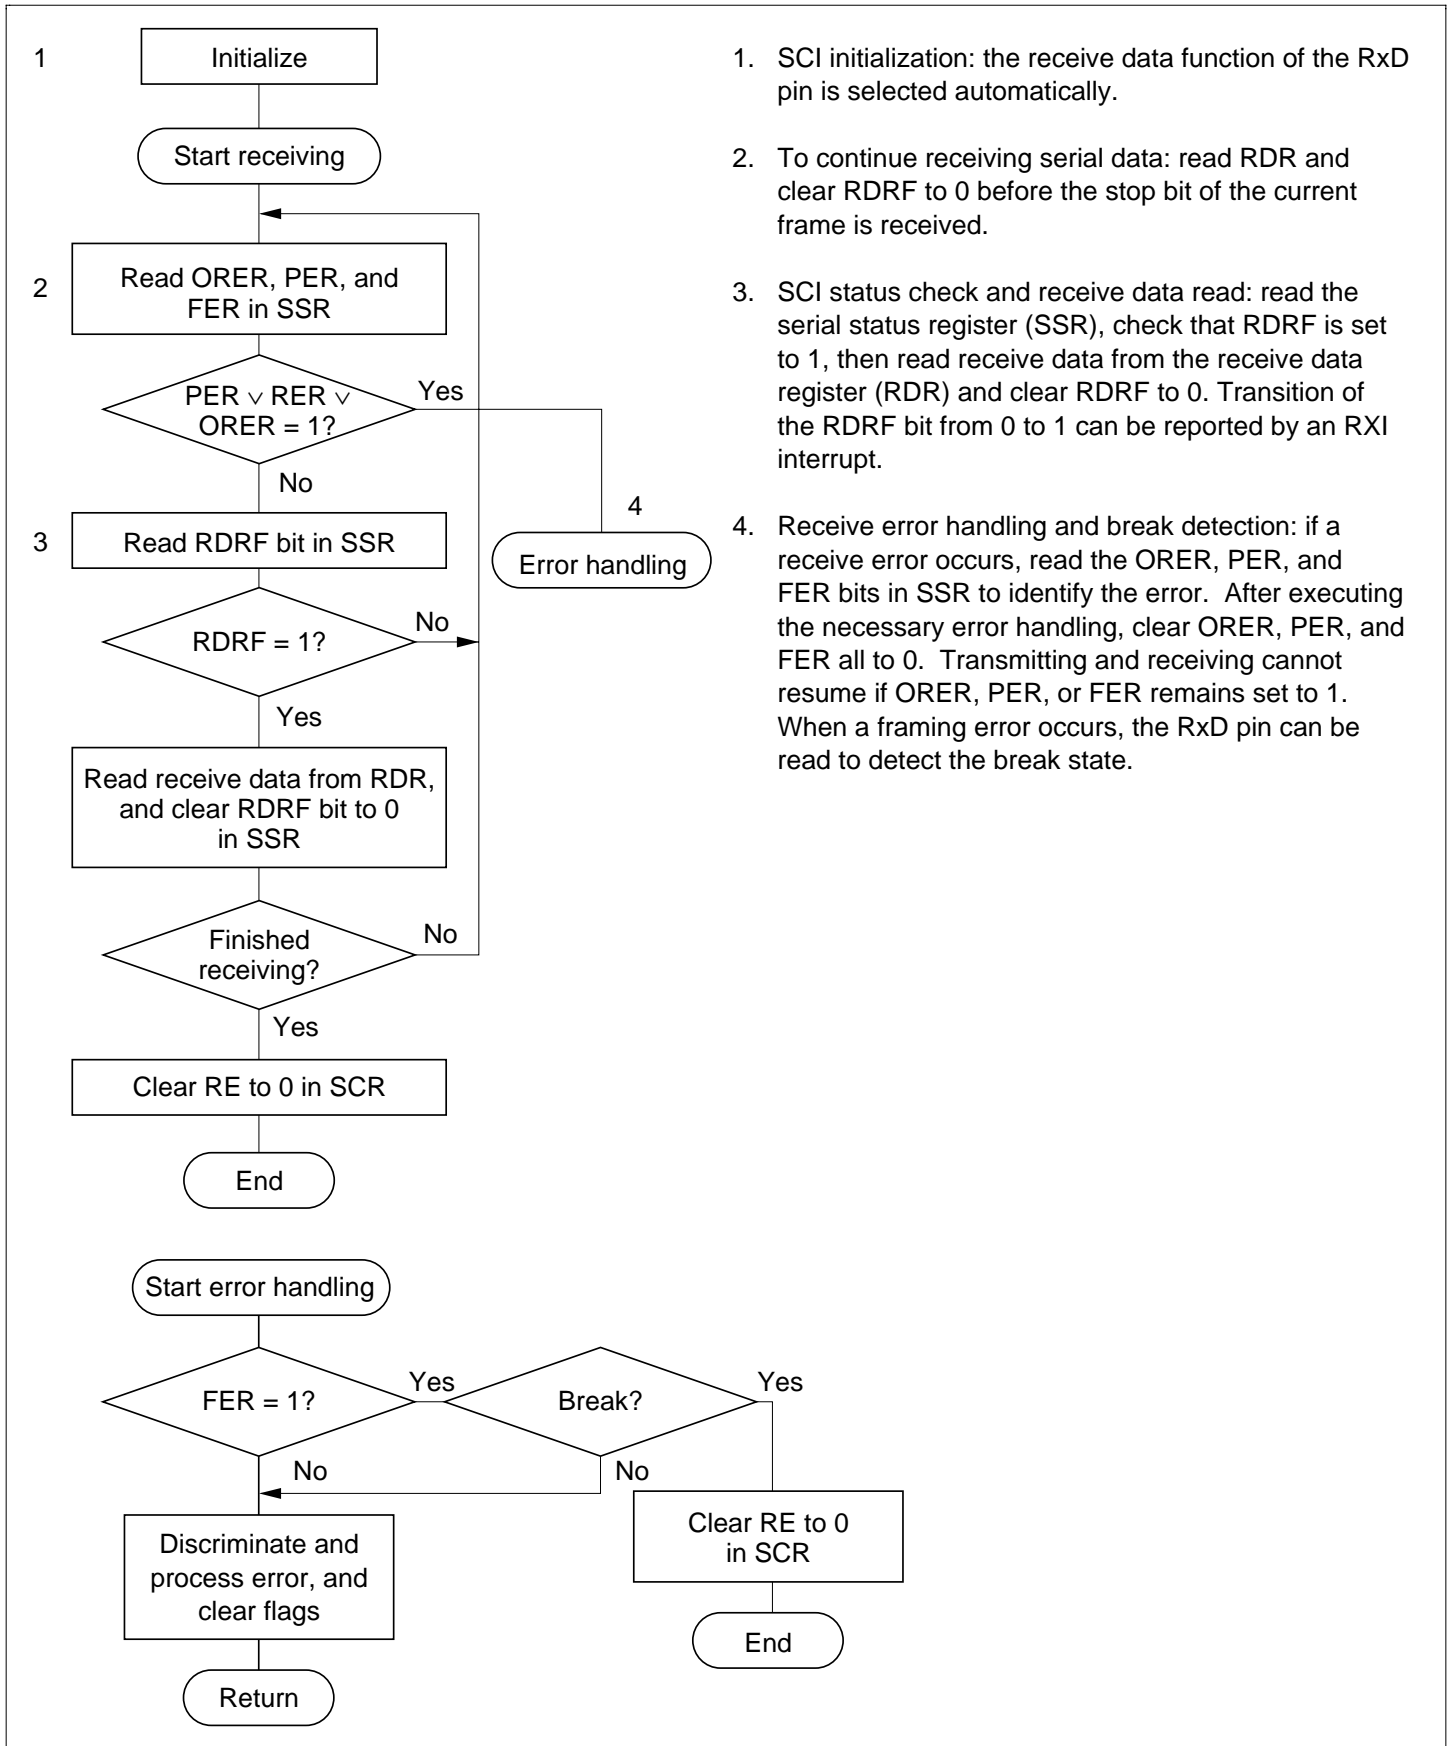 1
Initialize
Start receiving
2
Read ORER, PER, and
FER in SSR
PER ∨ RER ∨
ORER = 1?
Yes
No
3
Read RDRF bit in SSR
4
Error handling
RDRF = 1?
No
Yes
Read receive data from RDR,
and clear RDRF bit to 0
in SSR
Finished
receiving?
No
Yes
Clear RE to 0 in SCR
End
1. SCI initialization: the receive data function of the RxD
pin is selected automatically.
2. To continue receiving serial data: read RDR and
clear RDRF to 0 before the stop bit of the current
frame is received.
3. SCI status check and receive data read: read the
serial status register (SSR), check that RDRF is set
to 1, then read receive data from the receive data
register (RDR) and clear RDRF to 0. Transition of
the RDRF bit from 0 to 1 can be reported by an RXI
interrupt.
4. Receive error handling and break detection: if a
receive error occurs, read the ORER, PER, and
FER bits in SSR to identify the error. After executing
the necessary error handling, clear ORER, PER, and
FER all to 0. Transmitting and receiving cannot
resume if ORER, PER, or FER remains set to 1.
When a framing error occurs, the RxD pin can be
read to detect the break state.
Start error handling
FER = 1?
Yes
Break?
Yes
No
No
Discriminate and
process error, and
clear flags
Clear RE to 0
in SCR
Return
End